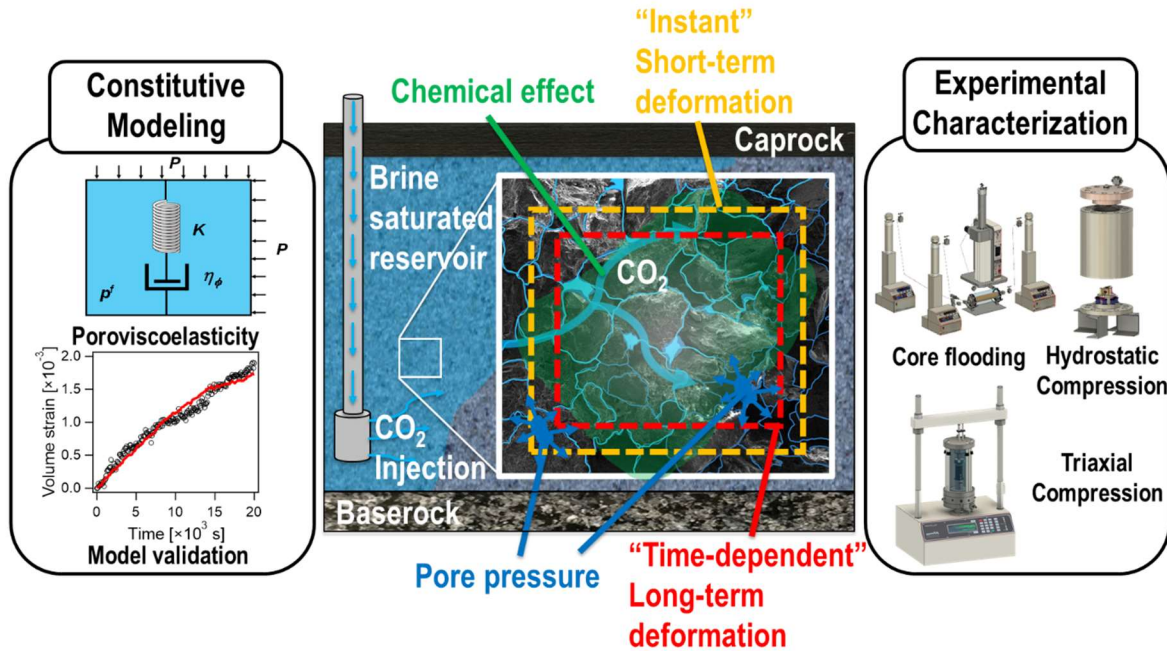 Constitutive
Modeling
P
K
P
η_ϕ
p^f
Poroviscoelasticity
2.0
1.5
1.0
0.5
0.0
Volume strain [×10⁻³]
0
5
10
15
20
Time [×10³ s]
Model validation
Chemical effect
“Instant”
Short-term
deformation
Caprock
Brine
saturated
reservoir
CO₂
CO₂
Injection
Baserock
Pore pressure
“Time-dependent”
Long-term
deformation
Experimental
Characterization
Core flooding
Hydrostatic
Compression
Triaxial
Compression